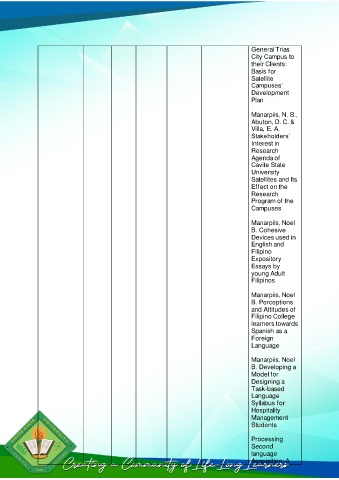 General Trias
City Campus to
their Clients:
Basis for
Satellite
Campuses'
Development
Plan
Manarpiis, N. B.,
Abuton, D. C. &
Villa, E. A.
Stakeholders'
Interest in
Research
Agenda of
Cavite State
University
Satellites and Its
Effect on the
Research
Program of the
Campuses
Manarpiis, Noel
B. Cohesive
Devices used in
English and
Filipino
Expository
Essays by
young Adult
Filipinos
Manarpiis, Noel
B. Perceptions
and Attitudes of
Filipino College
learners towards
Spanish as a
Foreign
Language
Manarpiis, Noel
B. Developing a
Model for
Designing a
Task-based
Language
Syllabus for
Hospitality
Management
Students
Processing
Second
language
Creating a Community of Life Long Learners